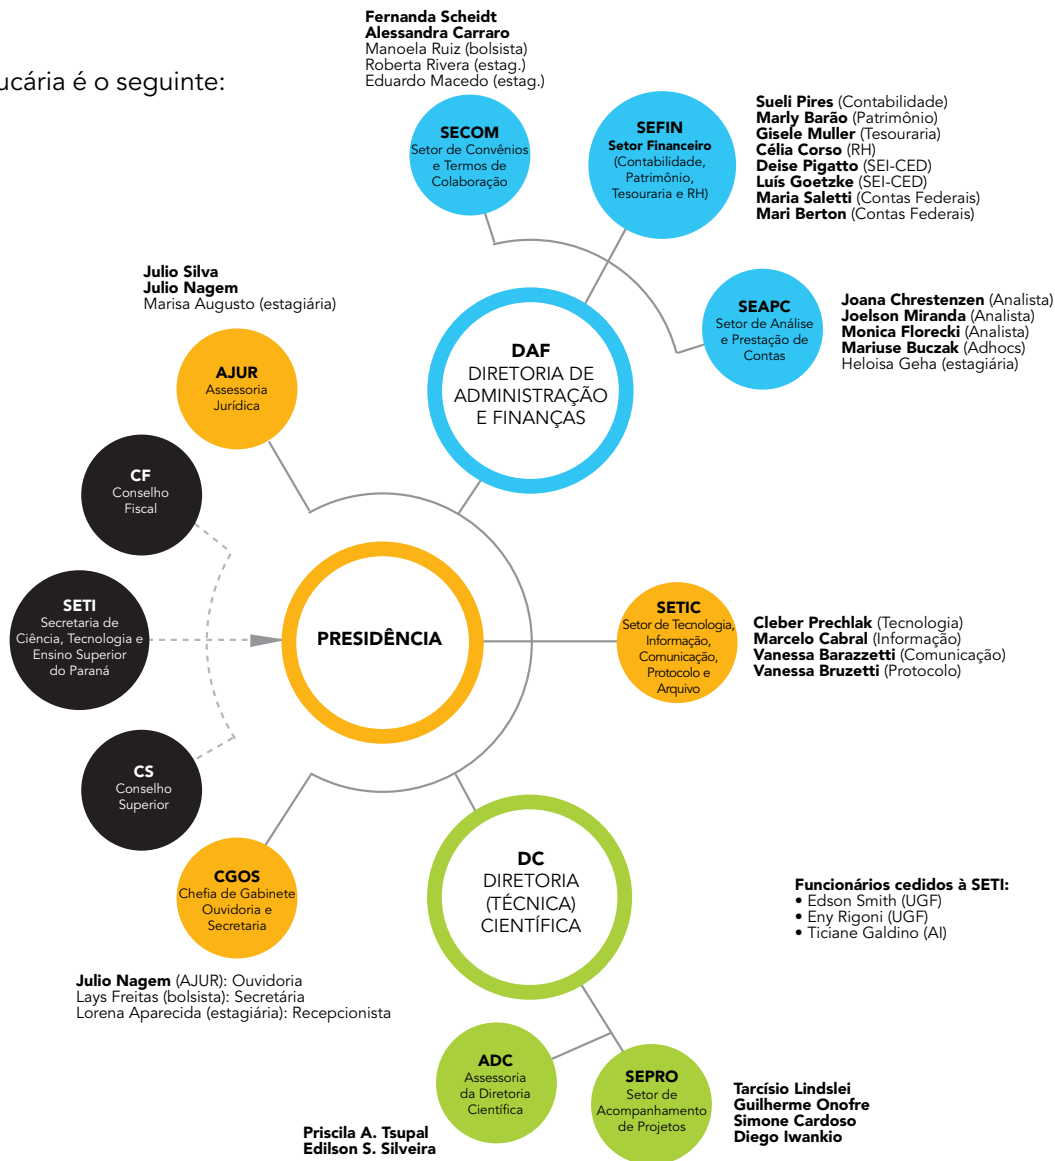 ucária é o seguinte:
Fernanda Scheidt
Alessandra Carraro
Manoela Ruiz (bolsista)
Roberta Rivera (estag.)
Eduardo Macedo (estag.)
SECOM
Setor de Convênios
e Termos de
Colaboração
SEFIN
Setor Financeiro
(Contabilidade,
Patrimônio,
Tesouraria e RH)
Sueli Pires (Contabilidade)
Marly Barão (Patrimônio)
Gisele Muller (Tesouraria)
Célia Corso (RH)
Deise Pigatto (SEI-CED)
Luís Goetzke (SEI-CED)
Maria Saletti (Contas Federais)
Mari Berton (Contas Federais)
Julio Silva
Julio Nagem
Marisa Augusto (estagiária)
AJUR
Assessoria
Jurídica
DAF
DIRETORIA DE
ADMINISTRAÇÃO
E FINANÇAS
SEAPC
Setor de Análise
e Prestação de
Contas
Joana Chrestenzen (Analista)
Joelson Miranda (Analista)
Monica Florecki (Analista)
Mariuse Buczak (Adhocs)
Heloisa Geha (estagiária)
CF
Conselho
Fiscal
SETI
Secretaria de
Ciência, Tecnologia e
Ensino Superior
do Paraná
PRESIDÊNCIA
SETIC
Setor de Tecnologia,
Informação,
Comunicação,
Protocolo e
Arquivo
Cleber Prechlak (Tecnologia)
Marcelo Cabral (Informação)
Vanessa Barazzetti (Comunicação)
Vanessa Bruzetti (Protocolo)
CS
Conselho
Superior
CGOS
Chefia de Gabinete
Ouvidoria e
Secretaria
DC
DIRETORIA
(TÉCNICA)
CIENTÍFICA
Funcionários cedidos à SETI:
• Edson Smith (UGF)
• Eny Rigoni (UGF)
• Ticiane Galdino (AI)
Julio Nagem (AJUR): Ouvidoria
Lays Freitas (bolsista): Secretária
Lorena Aparecida (estagiária): Recepcionista
ADC
Assessoria
da Diretoria
Científica
SEPRO
Setor de
Acompanhamento
de Projetos
Priscila A. Tsupal
Edilson S. Silveira
Tarcísio Lindslei
Guilherme Onofre
Simone Cardoso
Diego Iwankio